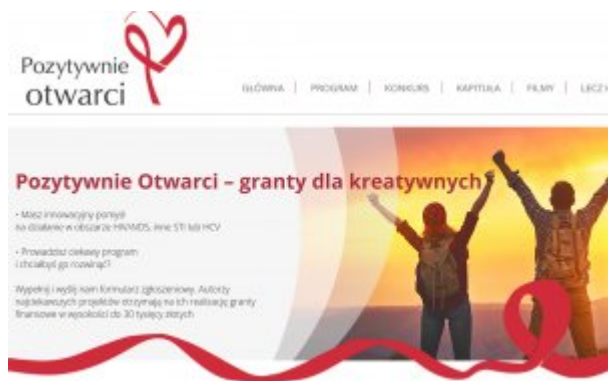 Pozytywnie
otwarci
GŁÓWNA | PROGRAM | KONKURS | KAPITUŁA | FILMY | LECZ
Pozytywnie Otwarci – granty dla kreatywnych
• Masz innowacyjny pomysł
na działanie w obszarze HIV/AIDS, inne STI lub HCV
• Prowadzisz ciekawy program
i chciałbyś go rozwinąć?
Wypełnij i wyślij nam formularz zgłoszeniowy. Autorzy
najciekawszych projektów otrzymają na ich realizację granty
finansowe w wysokości do 30 tysięcy złotych